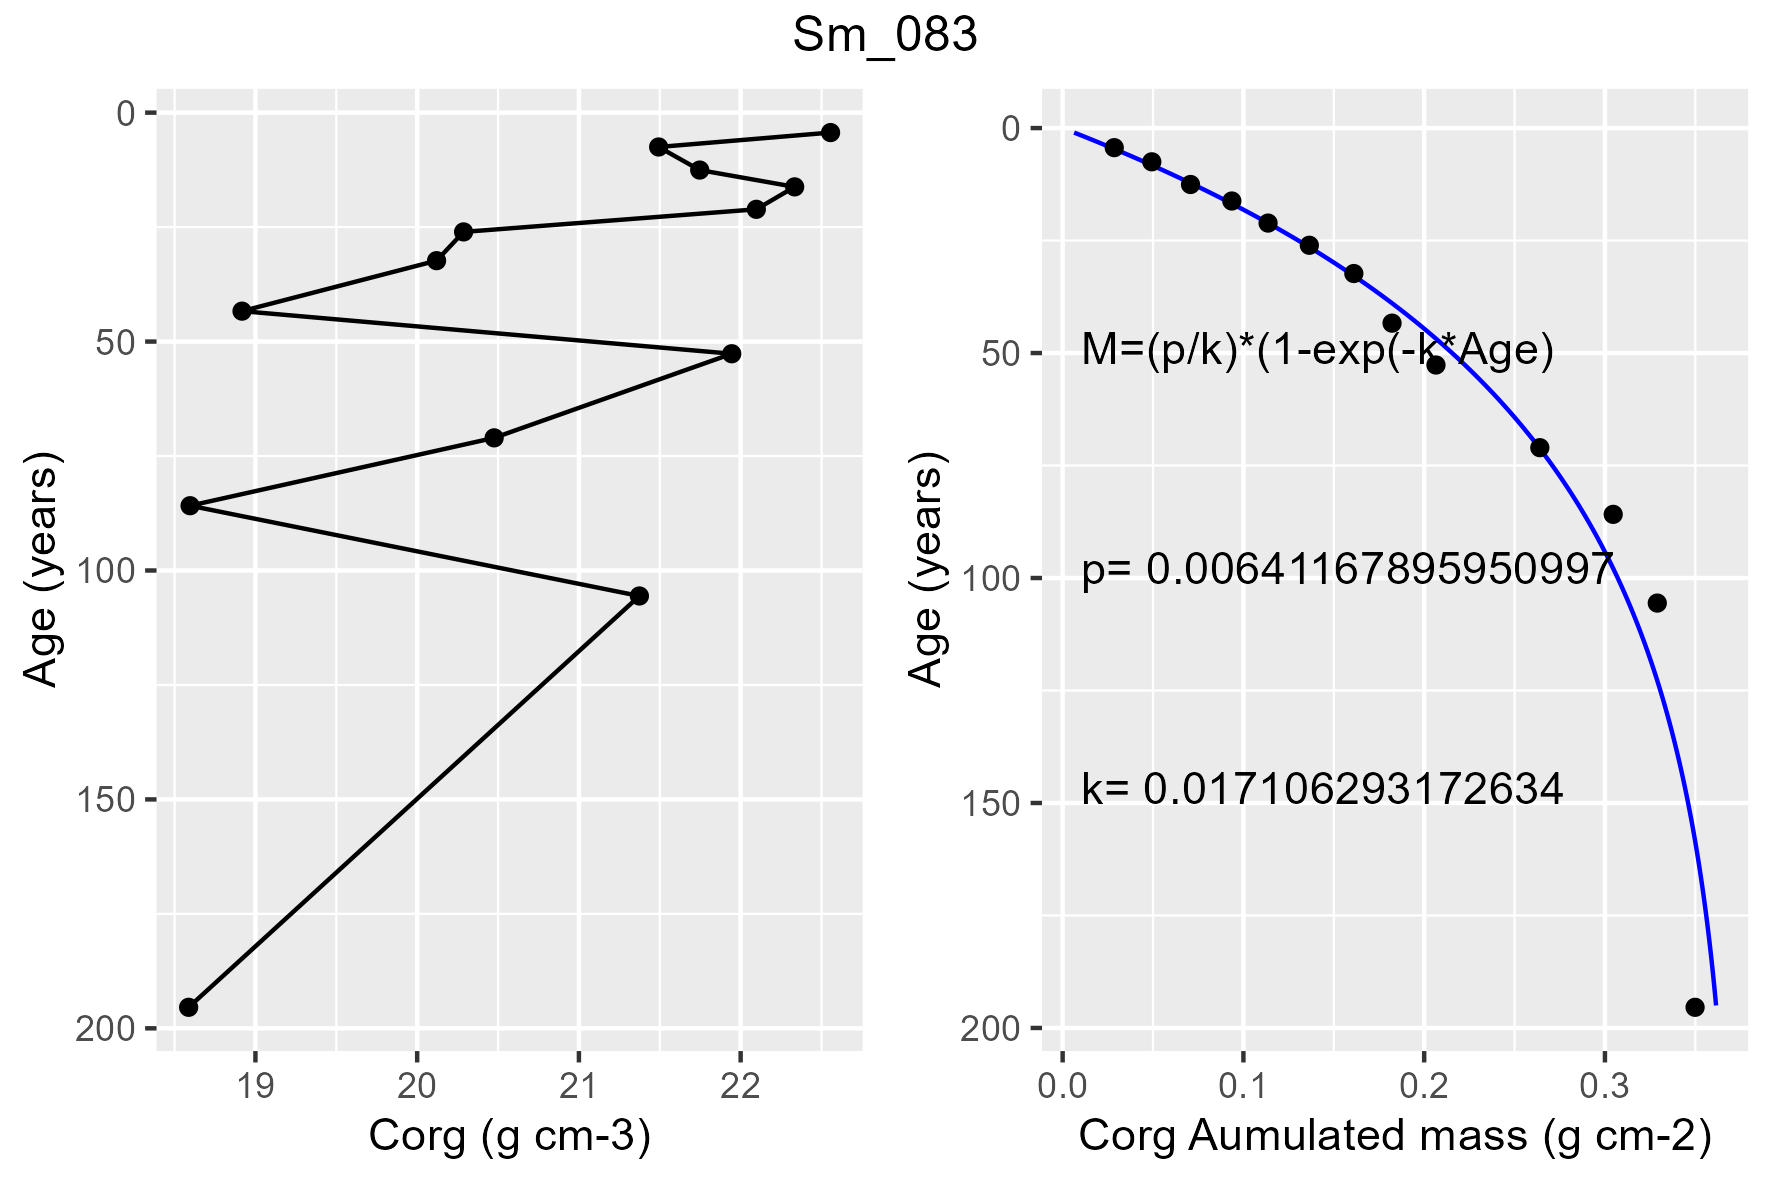 Sm_083
0
50
100
150
200
19
20
21
22
Age (years)
Corg (g cm-3)
0
50
100
150
200
0.0
0.1
0.2
0.3
Age (years)
Corg Aumulated mass (g cm-2)
M=(p/k)*(1-exp(-k*Age)
p= 0.00641167895950997
k= 0.017106293172634